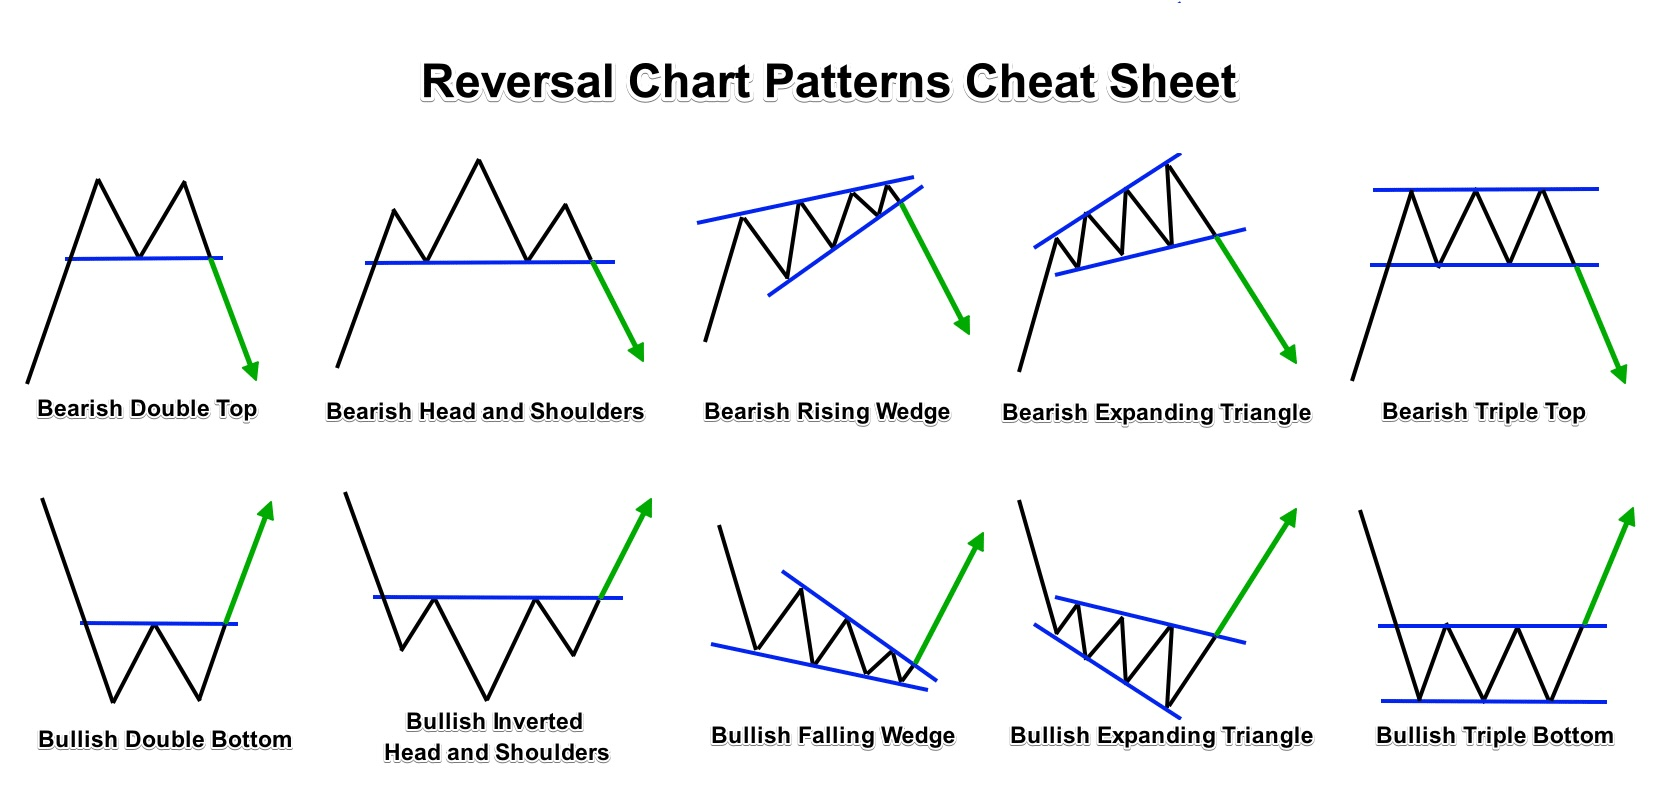 Reversal Chart Patterns Cheat Sheet
Bearish Double Top
Bearish Head and Shoulders
Bearish Rising Wedge
Bearish Expanding Triangle
Bearish Triple Top
Bullish Double Bottom
Bullish Inverted
Head and Shoulders
Bullish Falling Wedge
Bullish Expanding Triangle
Bullish Triple Bottom